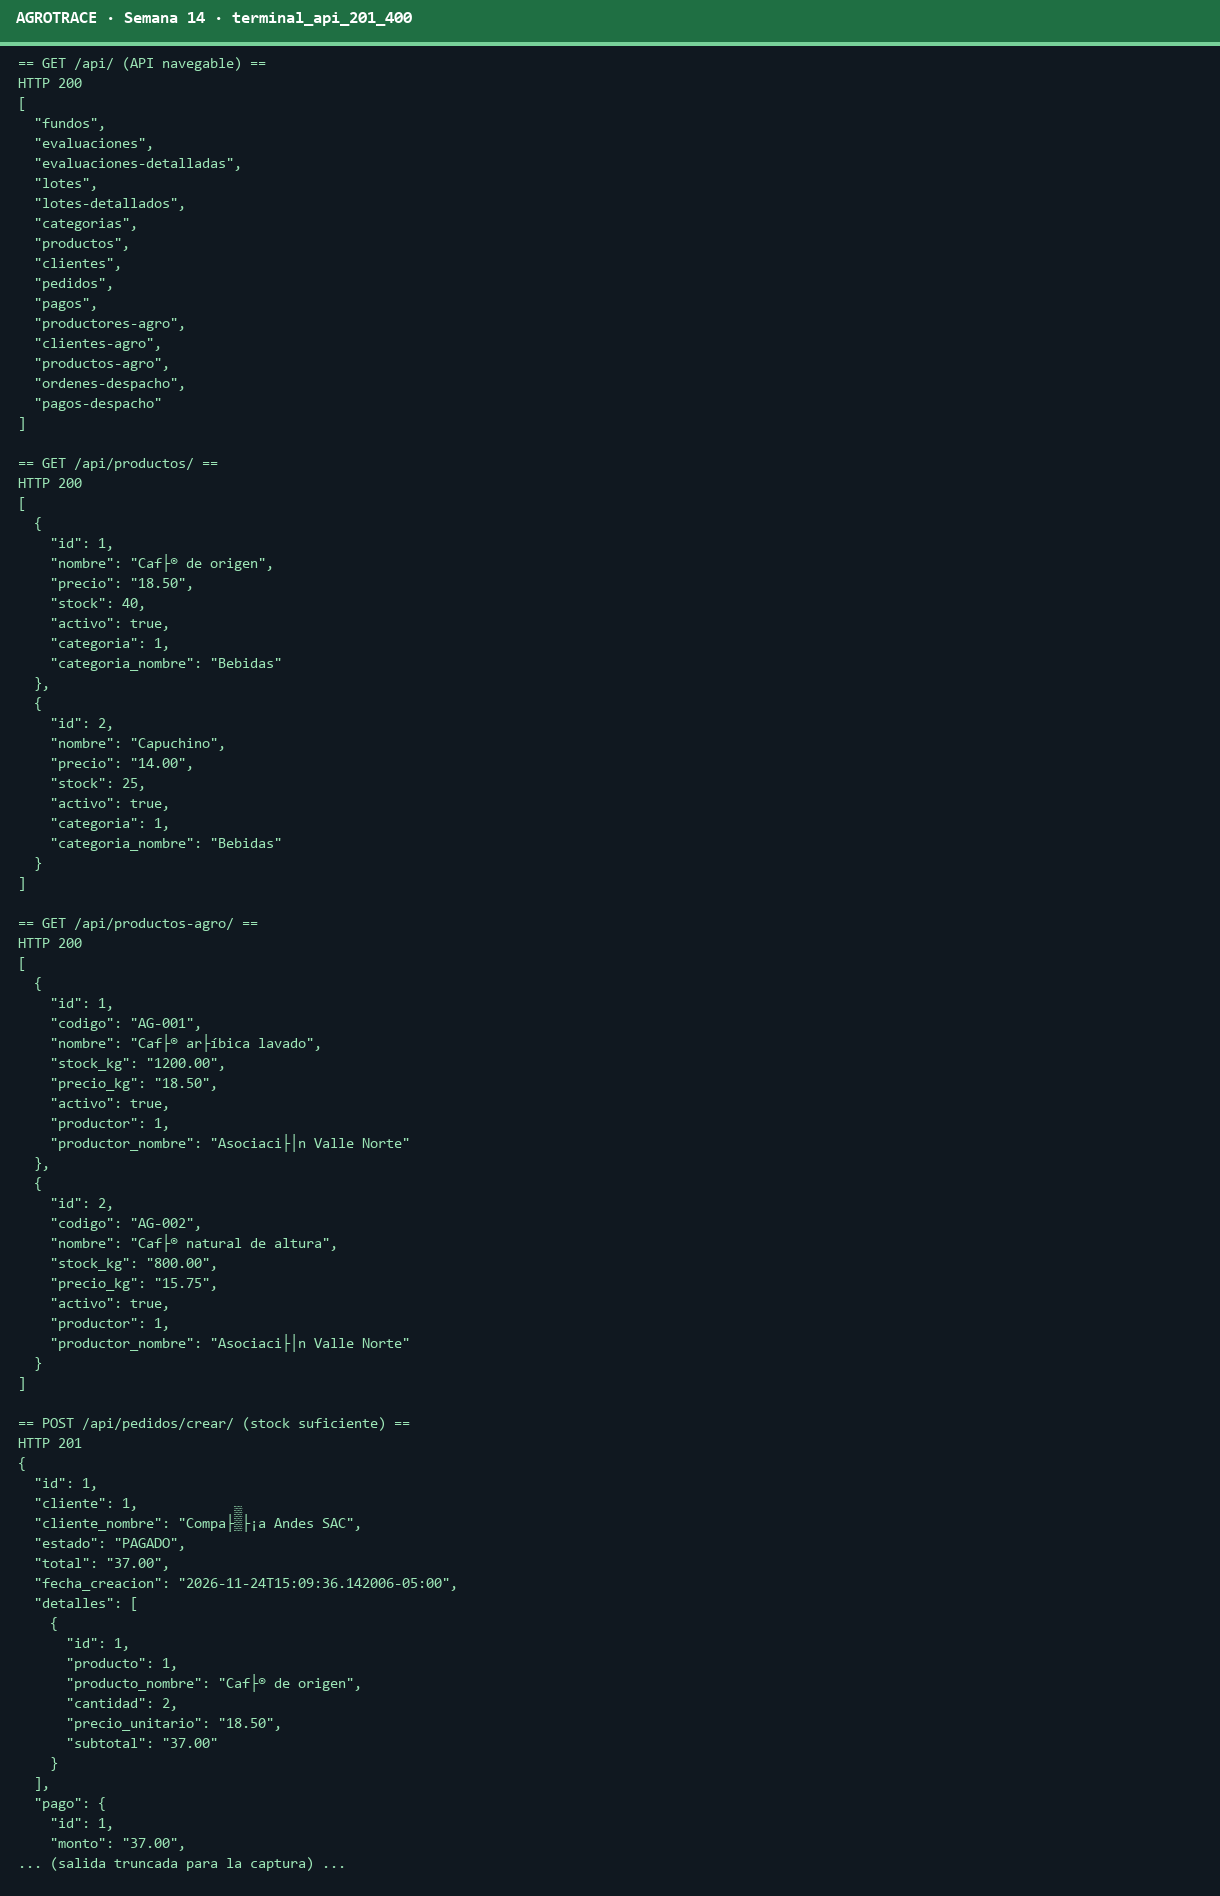 AGROTRACE · Semana 14 · terminal_api_201_400
== GET /api/ (API navegable) ==
HTTP 200
[
  "fundos",
  "evaluaciones",
  "evaluaciones-detalladas",
  "lotes",
  "lotes-detallados",
  "categorias",
  "productos",
  "clientes",
  "pedidos",
  "pagos",
  "productores-agro",
  "clientes-agro",
  "productos-agro",
  "ordenes-despacho",
  "pagos-despacho"
]

== GET /api/productos/ ==
HTTP 200
[
  {
    "id": 1,
    "nombre": "Caf├® de origen",
    "precio": "18.50",
    "stock": 40,
    "activo": true,
    "categoria": 1,
    "categoria_nombre": "Bebidas"
  },
  {
    "id": 2,
    "nombre": "Capuchino",
    "precio": "14.00",
    "stock": 25,
    "activo": true,
    "categoria": 1,
    "categoria_nombre": "Bebidas"
  }
]

== GET /api/productos-agro/ ==
HTTP 200
[
  {
    "id": 1,
    "codigo": "AG-001",
    "nombre": "Caf├® ar├íbica lavado",
    "stock_kg": "1200.00",
    "precio_kg": "18.50",
    "activo": true,
    "productor": 1,
    "productor_nombre": "Asociaci├│n Valle Norte"
  },
  {
    "id": 2,
    "codigo": "AG-002",
    "nombre": "Caf├® natural de altura",
    "stock_kg": "800.00",
    "precio_kg": "15.75",
    "activo": true,
    "productor": 1,
    "productor_nombre": "Asociaci├│n Valle Norte"
  }
]

== POST /api/pedidos/crear/ (stock suficiente) ==
HTTP 201
{
  "id": 1,
  "cliente": 1,
  "cliente_nombre": "Compa├▒├¡a Andes SAC",
  "estado": "PAGADO",
  "total": "37.00",
  "fecha_creacion": "2026-11-24T15:09:36.142006-05:00",
  "detalles": [
    {
      "id": 1,
      "producto": 1,
      "producto_nombre": "Caf├® de origen",
      "cantidad": 2,
      "precio_unitario": "18.50",
      "subtotal": "37.00"
    }
  ],
  "pago": {
    "id": 1,
    "monto": "37.00",
... (salida truncada para la captura) ...